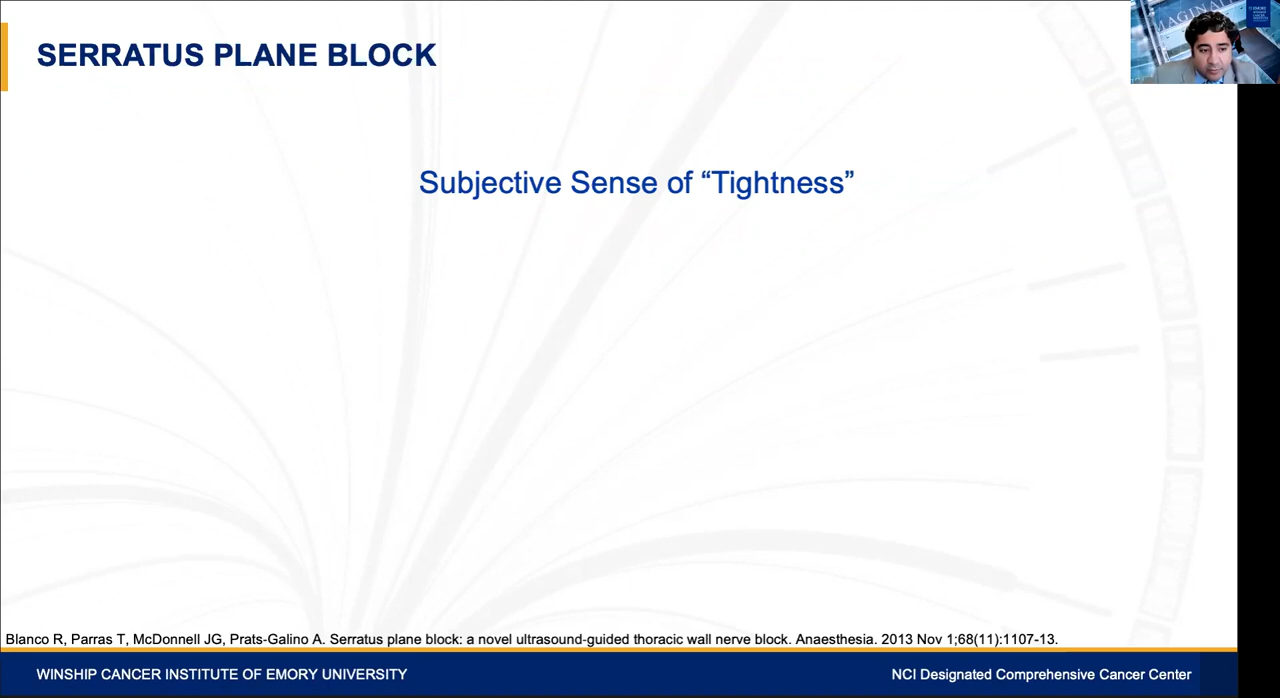 SERRATUS PLANE BLOCK
Subjective Sense of “Tightness”
Blanco R, Parras T, McDonnell JG, Prats-Galino A. Serratus plane block: a novel ultrasound-guided thoracic wall nerve block. Anaesthesia. 2013 Nov 1;68(11):1107-13.
WINSHIP CANCER INSTITUTE OF EMORY UNIVERSITY
NCI Designated Comprehensive Cancer Center
EMORY